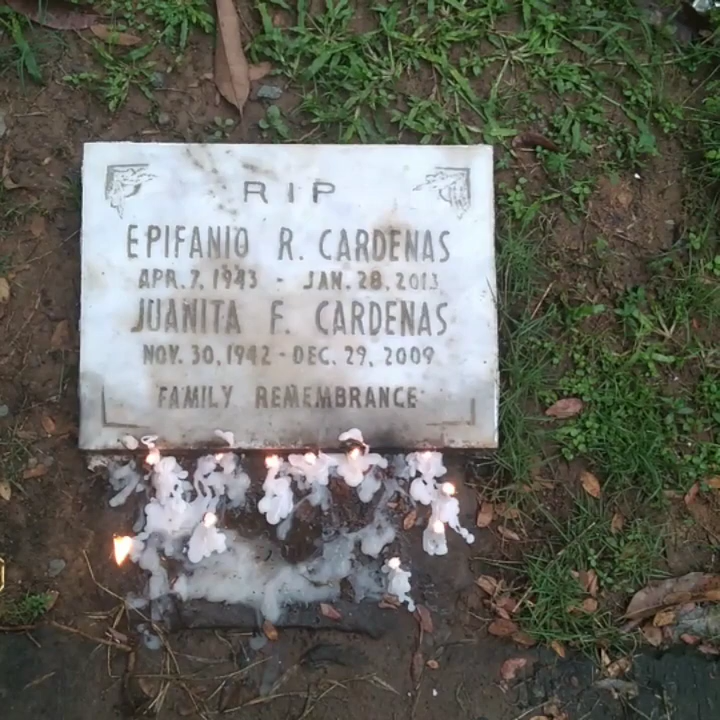 RIP
EPIFANIO R. CARDENAS
APR. 7, 1943 - JAN. 28, 2013
JUANITA F. CARDENAS
NOV. 30, 1942 - DEC. 29, 2009
FAMILY REMEMBRANCE